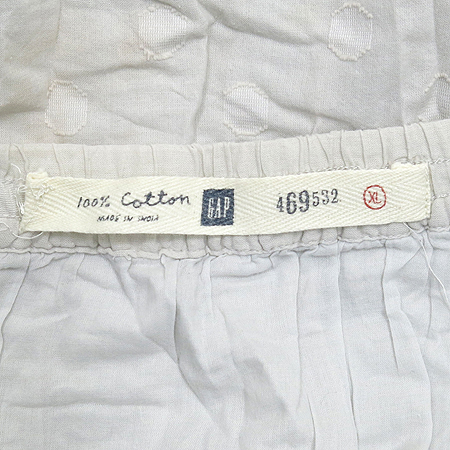 100% Cotton
MADE IN INDIA
GAP
469532
XL